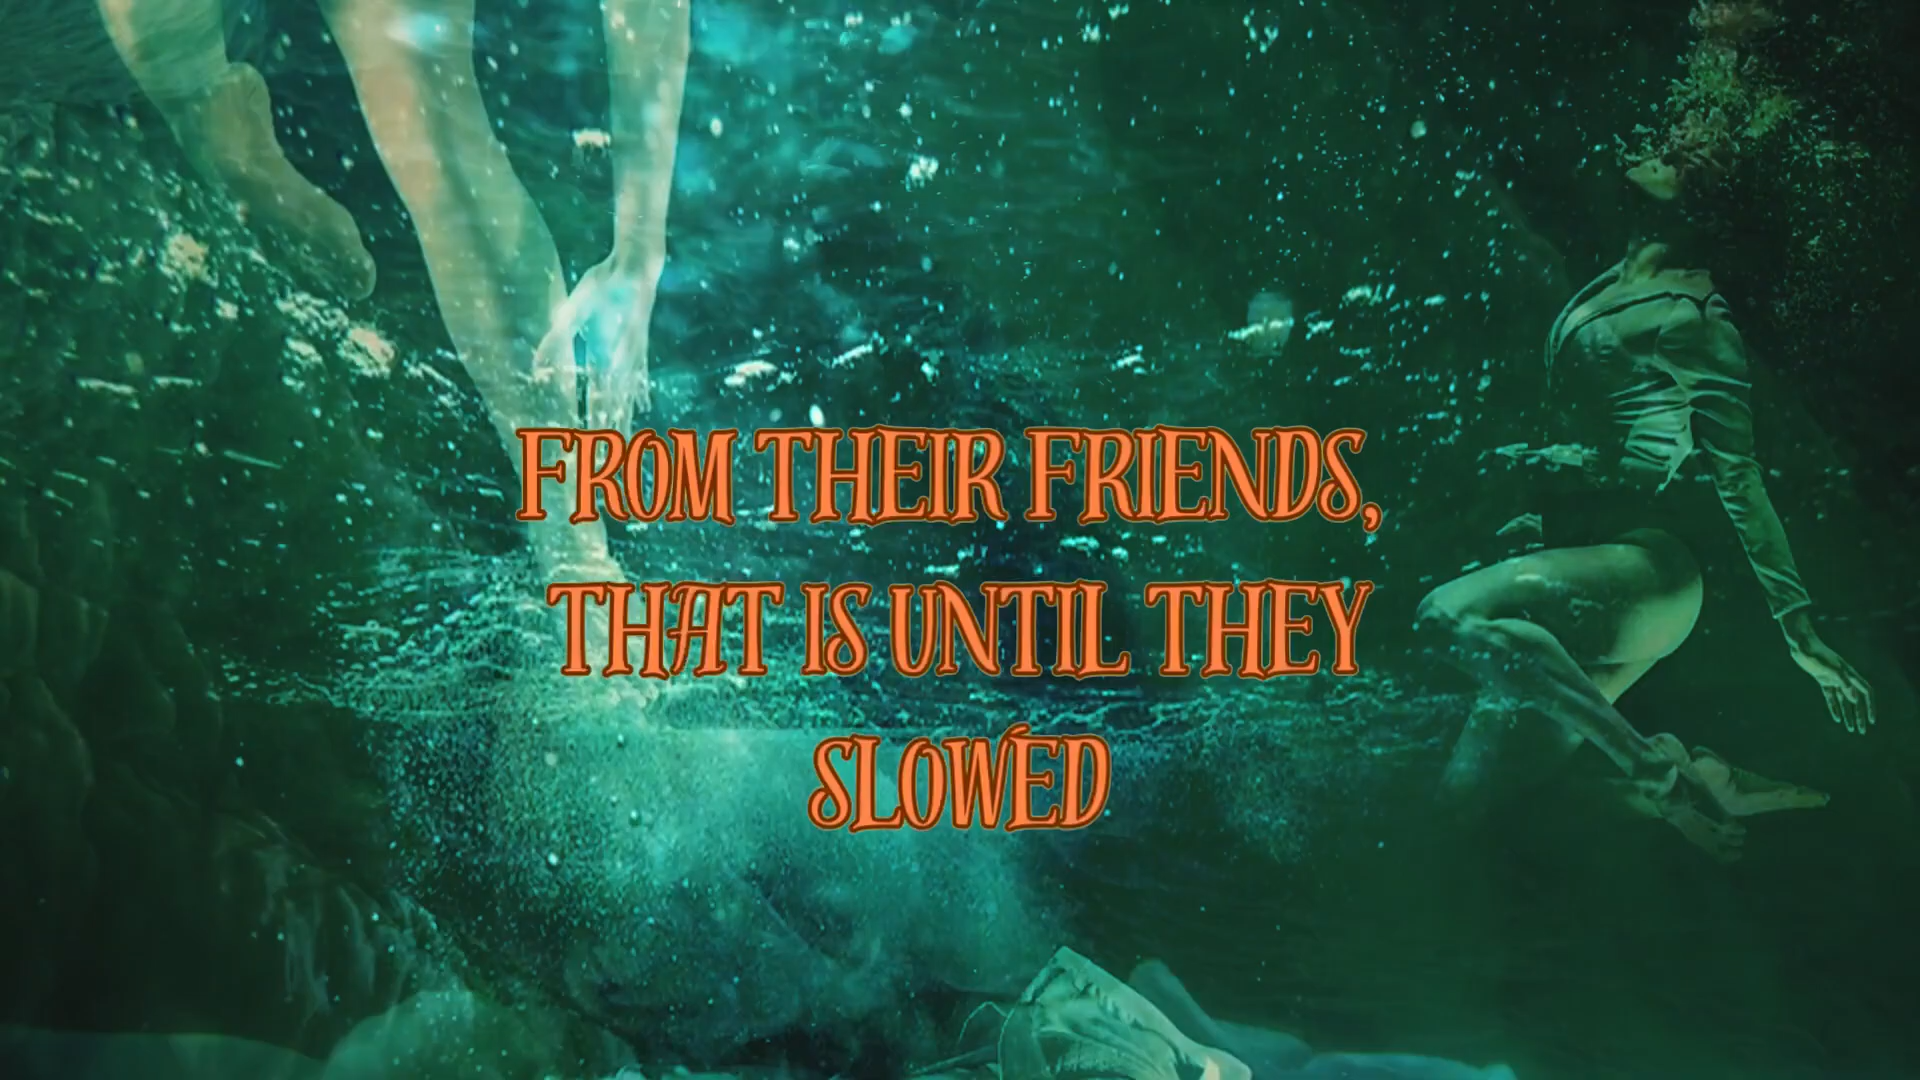 FROM THEIR FRIENDS,
THAT IS UNTIL THEY
SLOWED